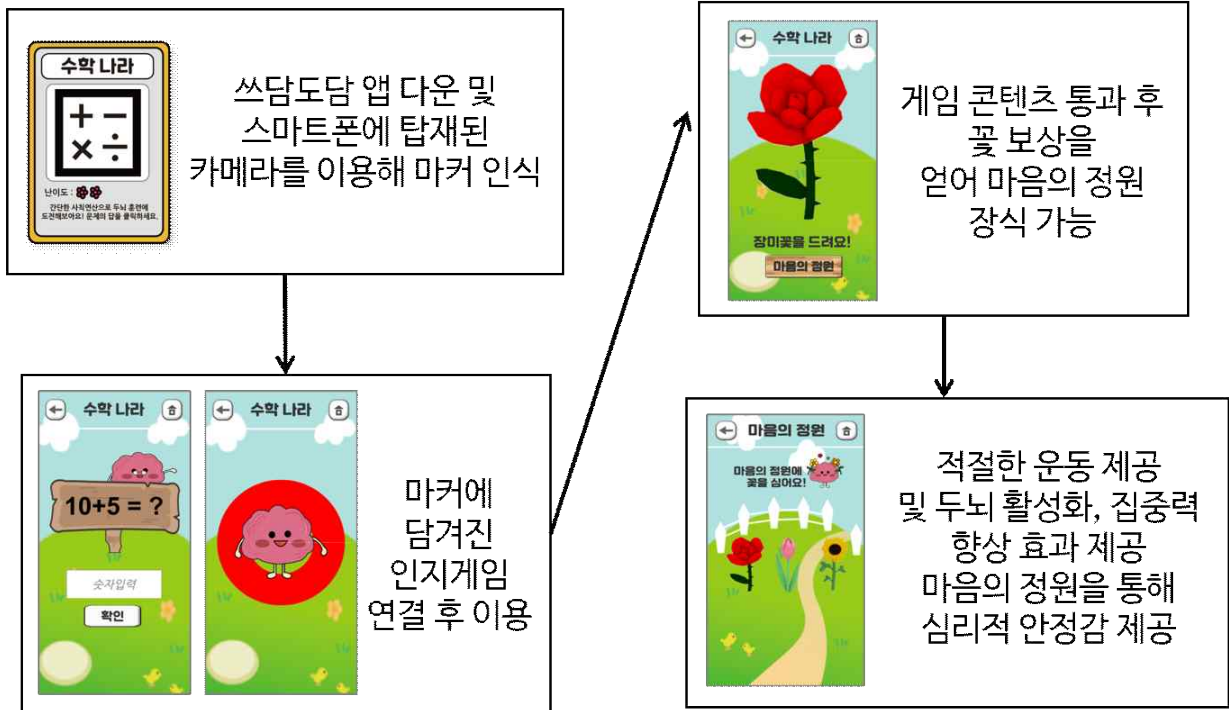 수학 나라
난이도 :
간단한 사칙연산으로 두뇌 훈련에
도전해보아요! 문제의 답을 클릭하세요.
쓰담도담 앱 다운 및
스마트폰에 탑재된
카메라를 이용해 마커 인식
수학 나라
10+5 = ?
숫자입력
확인
수학 나라
마커에
담겨진
인지게임
연결 후 이용
수학 나라
장미꽃을 드려요!
마음의 정원
게임 콘텐츠 통과 후
꽃 보상을
얻어 마음의 정원
장식 가능
마음의 정원
마음의 정원에
꽃을 심어요!
적절한 운동 제공
및 두뇌 활성화, 집중력
향상 효과 제공
마음의 정원을 통해
심리적 안정감 제공